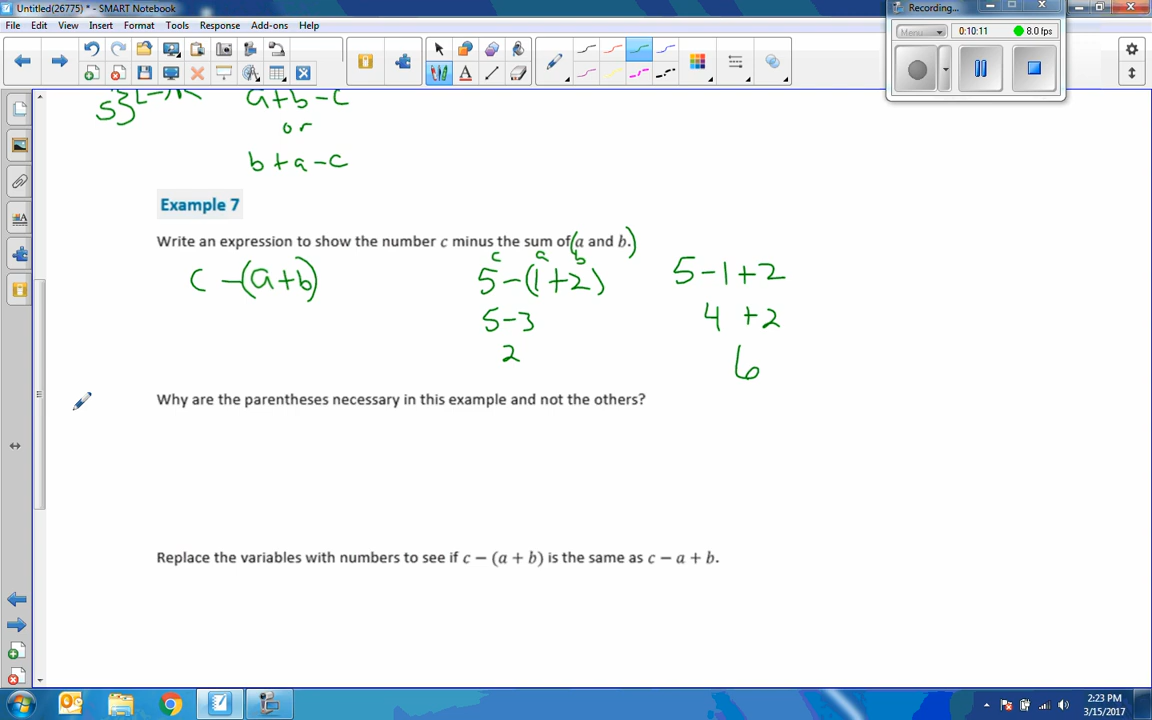 Untitled(26775) * - SMART Notebook
Recording...
File Edit View Insert Format Tools Response Add-ons Help
Menu 0:10:11 8.0 fps
a+b-c
or
b+a-c
Example 7
Write an expression to show the number c minus the sum of (a and b.)
c a b
c -(a+b) 5-(1+2) 5-1+2
5-3 4 +2
2 6
Why are the parentheses necessary in this example and not the others?
Replace the variables with numbers to see if c − (a + b) is the same as c − a + b.
2:23 PM
3/15/2017